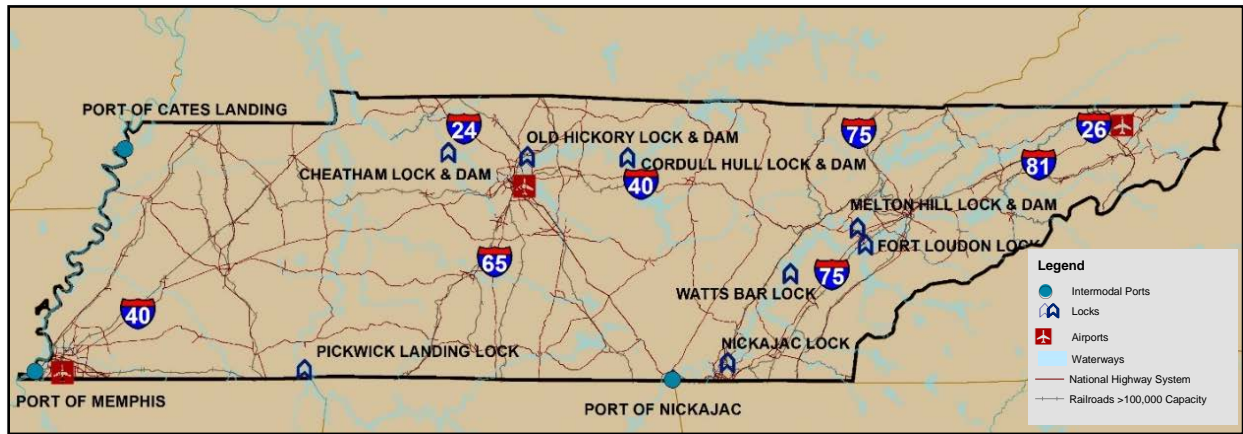 PORT OF CATES LANDING
24
OLD HICKORY LOCK & DAM
75
26
CHEATHAM LOCK & DAM
CORDULL HULL LOCK & DAM
81
40
MELTON HILL LOCK & DAM
FORT LOUDON LOCK
65
75
WATTS BAR LOCK
40
PICKWICK LANDING LOCK
NICKAJAC LOCK
PORT OF MEMPHIS
PORT OF NICKAJAC
Legend
Intermodal Ports
Locks
Airports
Waterways
National Highway System
Railroads >100,000 Capacity